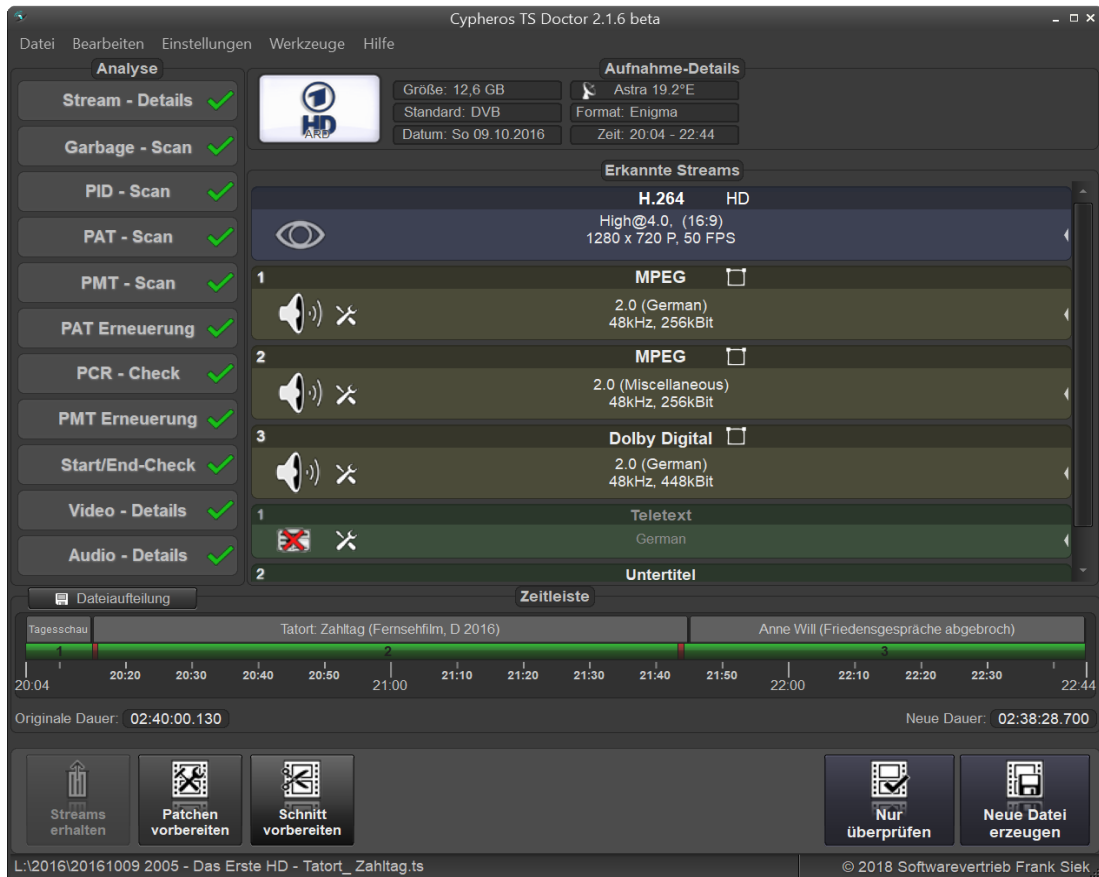 Cypheros TS Doctor 2.1.6 beta
Datei Bearbeiten Einstellungen Werkzeuge Hilfe
Analyse
Stream - Details
Garbage - Scan
PID - Scan
PAT - Scan
PMT - Scan
PAT Erneuerung
PCR - Check
PMT Erneuerung
Start/End-Check
Video - Details
Audio - Details
Aufnahme-Details
1
HD
ARD
Größe: 12,6 GB
Astra 19.2°E
Standard: DVB
Format: Enigma
Datum: So 09.10.2016
Zeit: 20:04 - 22:44
Erkannte Streams
H.264 HD
High@4.0, (16:9)
1280 x 720 P, 50 FPS
1 MPEG
2.0 (German)
48kHz, 256kBit
2 MPEG
2.0 (Miscellaneous)
48kHz, 256kBit
3 Dolby Digital
2.0 (German)
48kHz, 448kBit
1 Teletext
German
2 Untertitel
Dateiaufteilung
Zeitleiste
Tagesschau Tatort: Zahltag (Fernsehfilm, D 2016) Anne Will (Friedensgespräche abgebroch)
1 2 3
20:04 20:20 20:30 20:40 20:50 21:00 21:10 21:20 21:30 21:40 21:50 22:00 22:10 22:20 22:30 22:44
Originale Dauer: 02:40:00.130 Neue Dauer: 02:38:28.700
Streams
erhalten
Patchen
vorbereiten
Schnitt
vorbereiten
Nur
überprüfen
Neue Datei
erzeugen
L:\2016\20161009 2005 - Das Erste HD - Tatort_ Zahltag.ts
© 2018 Softwarevertrieb Frank Siek